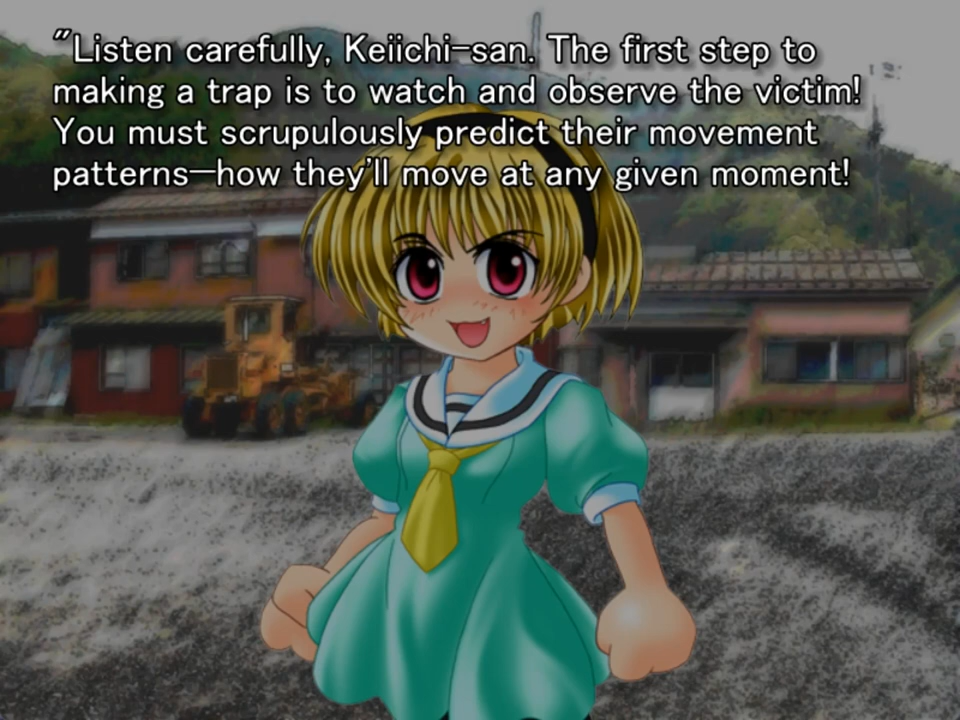 "Listen carefully, Keiichi-san. The first step to
making a trap is to watch and observe the victim!
You must scrupulously predict their movement
patterns—how they'll move at any given moment!